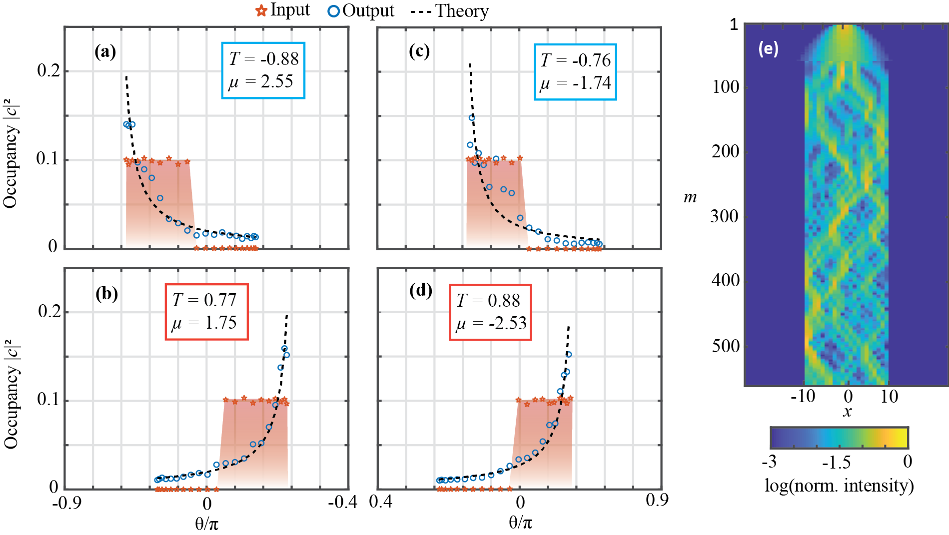 Input Output Theory
(a)
T = -0.88
μ = 2.55
(c)
T = -0.76
μ = -1.74
(e)
0.2
0.1
0
Occupancy |c|²
1
100
200
300
400
500
m
(b)
T = 0.77
μ = 1.75
(d)
T = 0.88
μ = -2.53
0.2
0.1
0
Occupancy |c|²
-0.9 0 -0.4 0.4 0 0.9
θ/π θ/π
-10 0 10
x
-3 -1.5 0
log(norm. intensity)